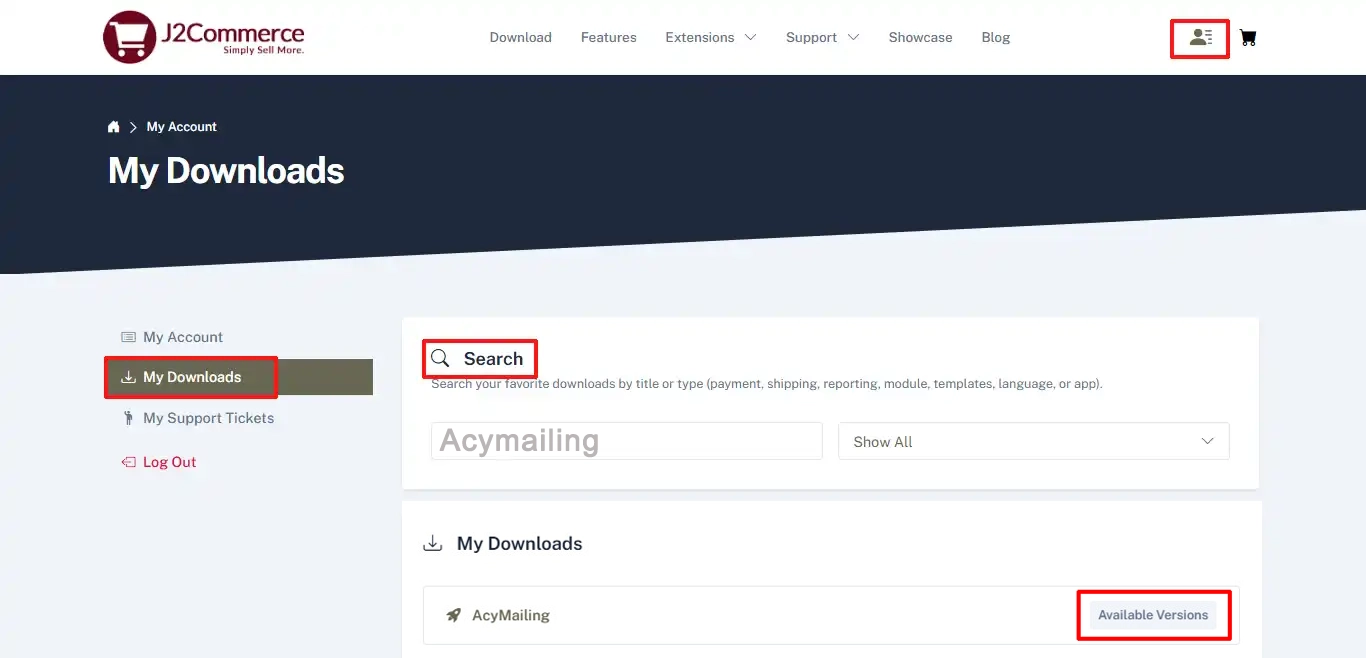 J2Commerce
Simply Sell More.
Download Features Extensions Support Showcase Blog
My Account
My Downloads
My Account
My Downloads
My Support Tickets
Log Out
Search
Search your favorite downloads by title or type (payment, shipping, reporting, module, templates, language, or app).
Acymailing
Show All
My Downloads
AcyMailing
Available Versions